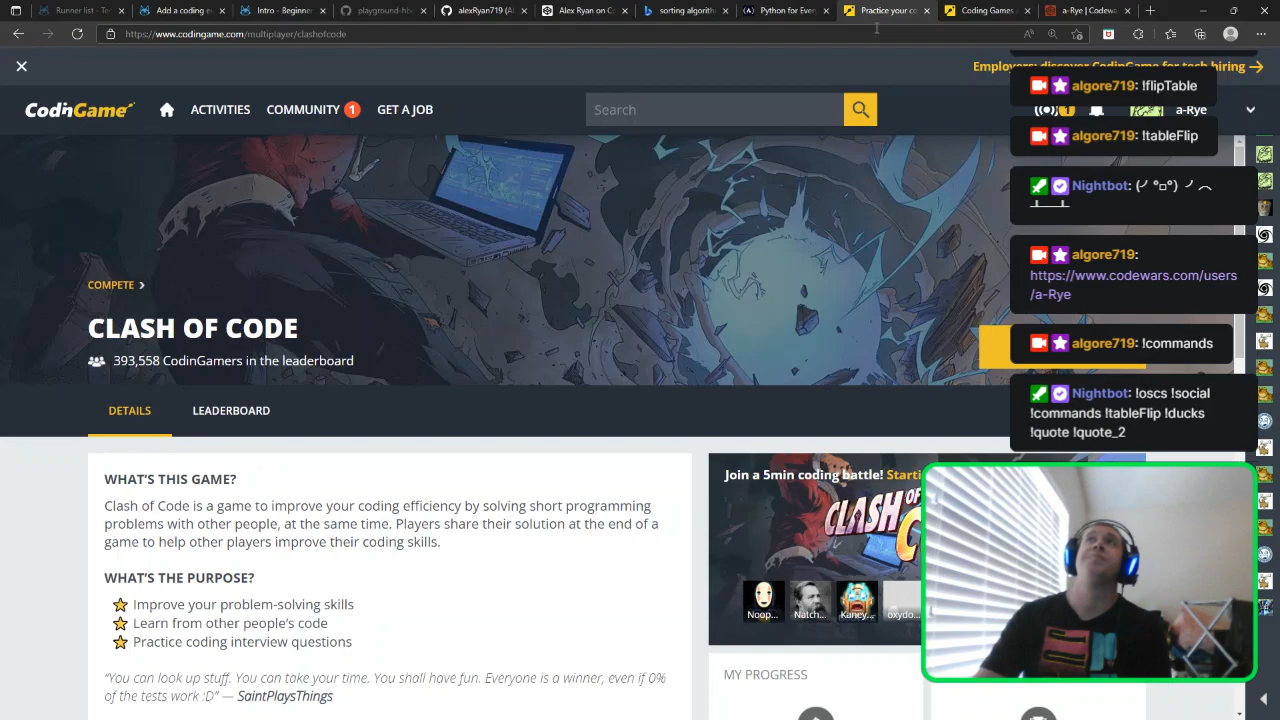 Runner list -
Add a coding e
Intro - Beginner
playground-hb
alexRyan719 (Al
Alex Ryan on Co
sorting algorith
Python for Ever
Practice your co
Coding Games a
a-Rye | Codewa
https://www.codingame.com/multiplayer/clashofcode
Employers: discover CodinGame for tech hiring
CODINGAME
ACTIVITIES
COMMUNITY 1
GET A JOB
Search
1
a-Rye
algore719: !flipTable
algore719: !tableFlip
Nightbot: (╯°□°)╯︵
┻━┻
algore719:
https://www.codewars.com/users
/a-Rye
algore719: !commands
Nightbot: !oscs !social
!commands !tableFlip !ducks
!quote !quote_2
COMPETE
CLASH OF CODE
393,558 CodinGamers in the leaderboard
DETAILS
LEADERBOARD
WHAT'S THIS GAME?
Clash of Code is a game to improve your coding efficiency by solving short programming
problems with other people, at the same time. Players share their solution at the end of a
game to help other players improve their coding skills.
WHAT'S THE PURPOSE?
Improve your problem-solving skills
Learn from other people's code
Practice coding interview questions
"You can look up stuff. You can take your time. You shall have fun. Everyone is a winner, even if 0%
of the tests work :D" — SaintPlaysThings
Join a 5min coding battle! Starti
CLASH OF
C
Noop...
Natch...
Kancy...
oxydo
MY PROGRESS